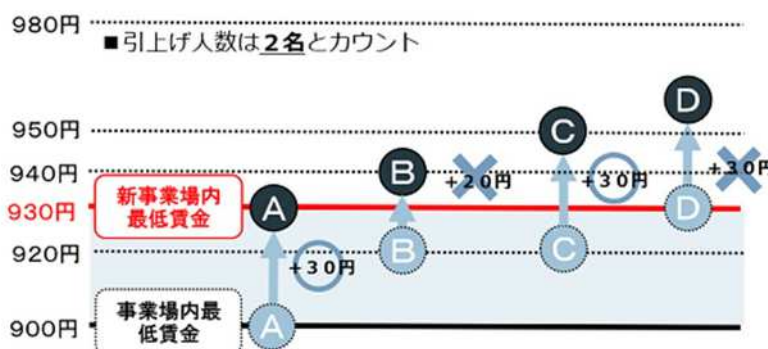 980円
■引上げ人数は2名とカウント
950円
940円
930円
920円
900円
新事業場内
最低賃金
事業場内最
低賃金
A
+30円
A
B
+20円
B
C
+30円
C
D
+30円
D